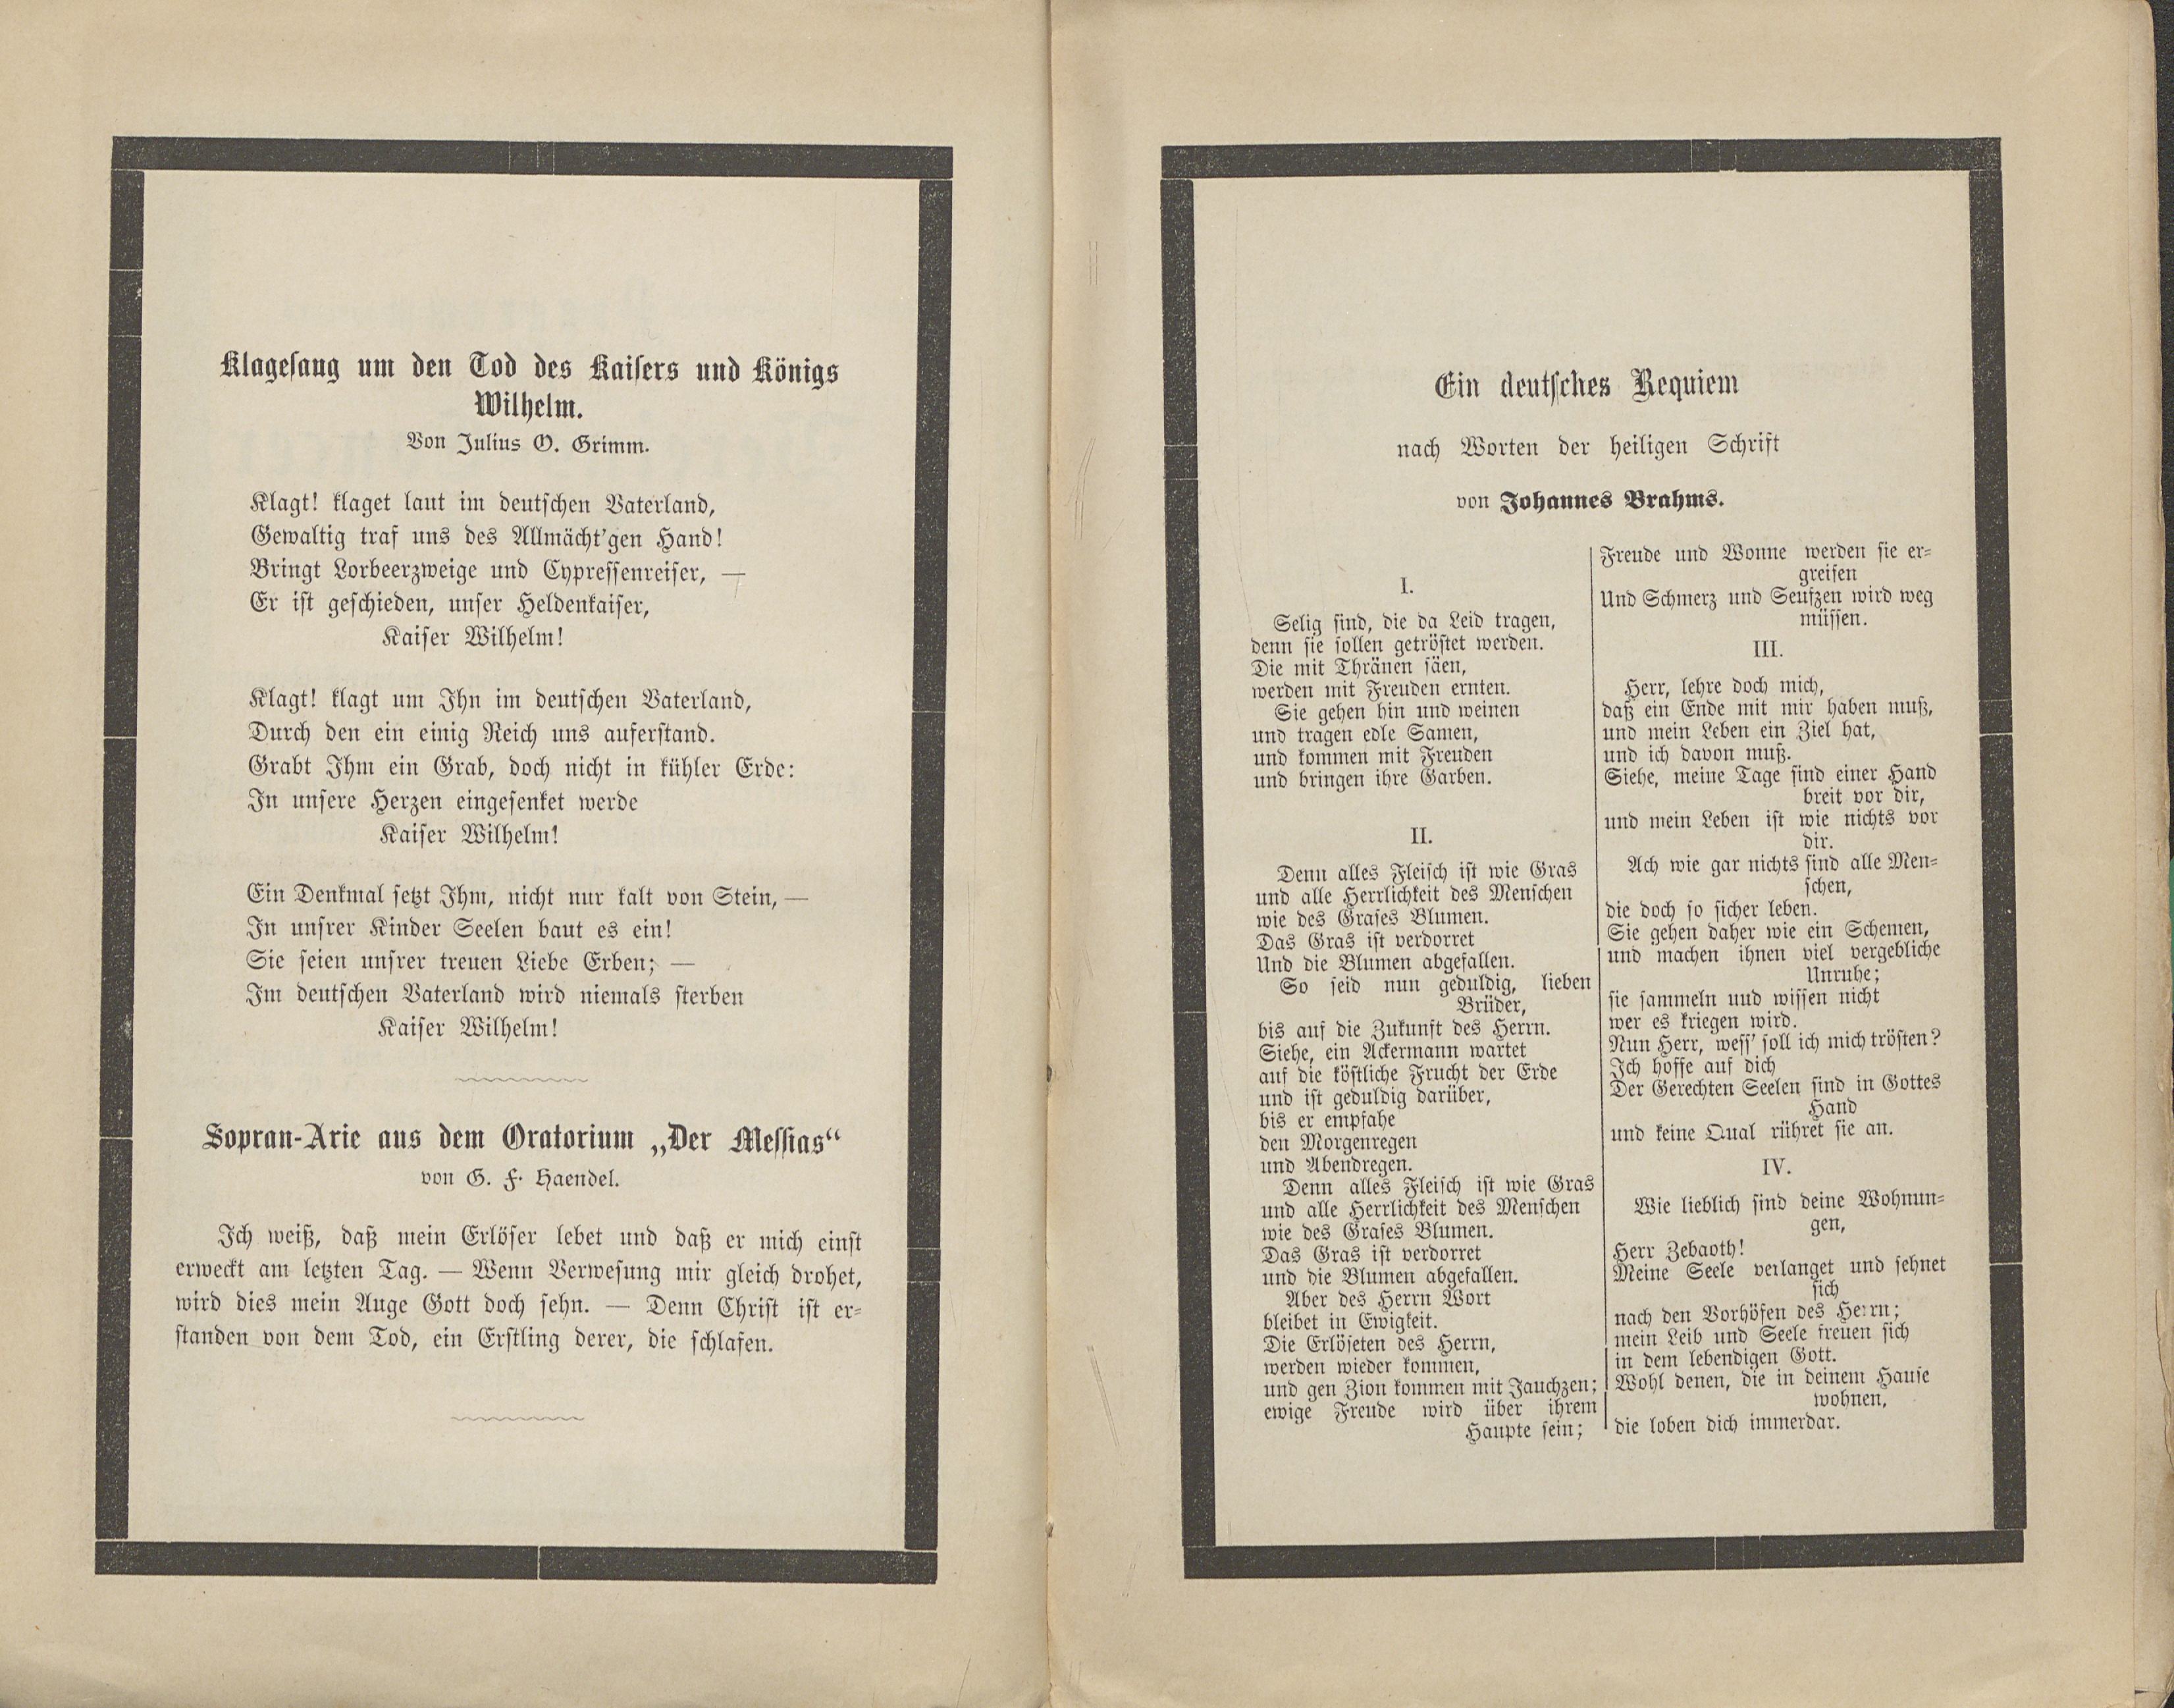 Klagesang um den Tod des Kaisers und Königs
Wilhelm.
Von Julius O. Grimm.
Klagt! klaget laut im deutschen Vaterland,
Gewaltig traf uns des Allmächt'gen Hand!
Bringt Lorbeerzweige und Cypressenreiser, —
Er ist geschieden, unser Heldenkaiser,
Kaiser Wilhelm!
Klagt! klagt um Ihn im deutschen Vaterland,
Durch den ein einig Reich uns auferstand.
Grabt Ihm ein Grab, doch nicht in kühler Erde:
In unsere Herzen eingesenket werde
Kaiser Wilhelm!
Ein Denkmal setzt Ihm, nicht nur kalt von Stein, —
In unsrer Kinder Seelen baut es ein!
Sie seien unsrer treuen Liebe Erben; —
Im deutschen Vaterland wird niemals sterben
Kaiser Wilhelm!
Sopran-Arie aus dem Oratorium „Der Messias“
von G. F. Haendel.
Ich weiß, daß mein Erlöser lebet und daß er mich einst
erweckt am letzten Tag. — Wenn Verwesung mir gleich drohet,
wird dies mein Auge Gott doch sehn. — Denn Christ ist er-
standen von dem Tod, ein Erstling derer, die schlafen.
Ein deutsches Requiem
nach Worten der heiligen Schrift
von Johannes Brahms.
I.
Selig sind, die da Leid tragen,
denn sie sollen getröstet werden.
Die mit Thränen säen,
werden mit Freuden ernten.
Sie gehen hin und weinen
und tragen edle Samen,
und kommen mit Freuden
und bringen ihre Garben.
II.
Denn alles Fleisch ist wie Gras
und alle Herrlichkeit des Menschen
wie des Grases Blumen.
Das Gras ist verdorret
Und die Blumen abgefallen.
So seid nun geduldig, lieben
Brüder,
bis auf die Zukunft des Herrn.
Siehe, ein Ackermann wartet
auf die köstliche Frucht der Erde
und ist geduldig darüber,
bis er empfahe
den Morgenregen
und Abendregen.
Denn alles Fleisch ist wie Gras
und alle Herrlichkeit des Menschen
wie des Grases Blumen.
Das Gras ist verdorret
und die Blumen abgefallen.
Aber des Herrn Wort
bleibet in Ewigkeit.
Die Erlöseten des Herrn,
werden wieder kommen,
und gen Zion kommen mit Jauchzen;
ewige Freude wird über ihrem
Haupte sein;
Freude und Wonne werden sie er-
greifen
Und Schmerz und Seufzen wird weg
müssen.
III.
Herr, lehre doch mich,
daß ein Ende mit mir haben muß,
und mein Leben ein Ziel hat,
und ich davon muß.
Siehe, meine Tage sind einer Hand
breit vor dir,
und mein Leben ist wie nichts vor
dir.
Ach wie gar nichts sind alle Men-
schen,
die doch so sicher leben.
Sie gehen daher wie ein Schemen,
und machen ihnen viel vergebliche
Unruhe;
sie sammeln und wissen nicht
wer es kriegen wird.
Nun Herr, wess' soll ich mich trösten?
Ich hoffe auf dich
Der Gerechten Seelen sind in Gottes
Hand
und keine Qual rühret sie an.
IV.
Wie lieblich sind deine Wohnun-
gen,
Herr Zebaoth!
Meine Seele verlanget und sehnet
sich
nach den Vorhöfen des Herrn;
mein Leib und Seele freuen sich
in dem lebendigen Gott.
Wohl denen, die in deinem Hause
wohnen,
die loben dich immerdar.